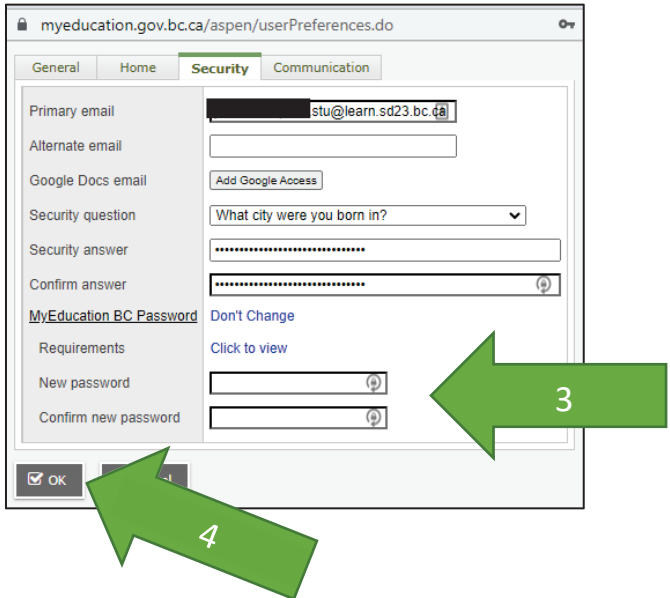 myeducation.gov.bc.ca/aspen/userPreferences.do
General Home Security Communication
Primary email stu@learn.sd23.bc.ca
Alternate email
Google Docs email Add Google Access
Security question What city were you born in?
Security answer ••••••••••••••••••••••••••••••
Confirm answer ••••••••••••••••••••••••••••••
MyEducation BC Password Don't Change
Requirements Click to view
New password
3
Confirm new password
OK
4